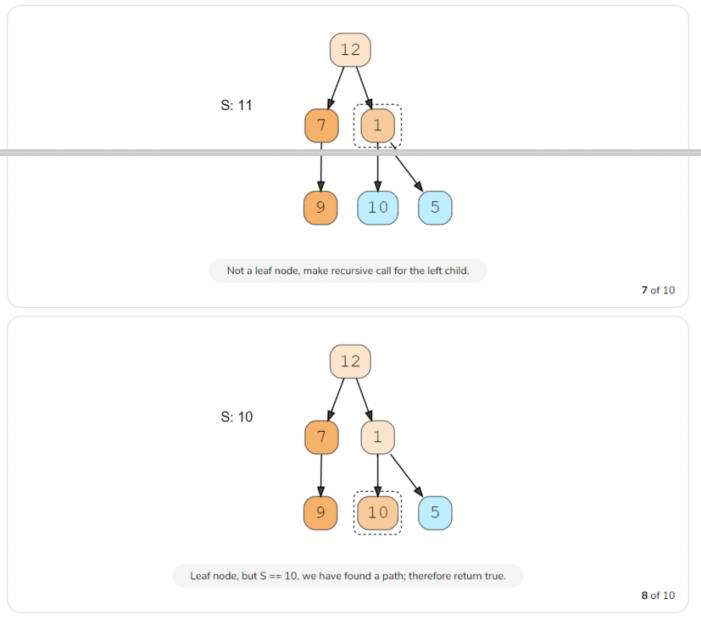 12
S: 11
7 1
9 10 5
Not a leaf node, make recursive call for the left child.
7 of 10
12
S: 10
7 1
9 10 5
Leaf node, but S == 10, we have found a path; therefore return true.
8 of 10